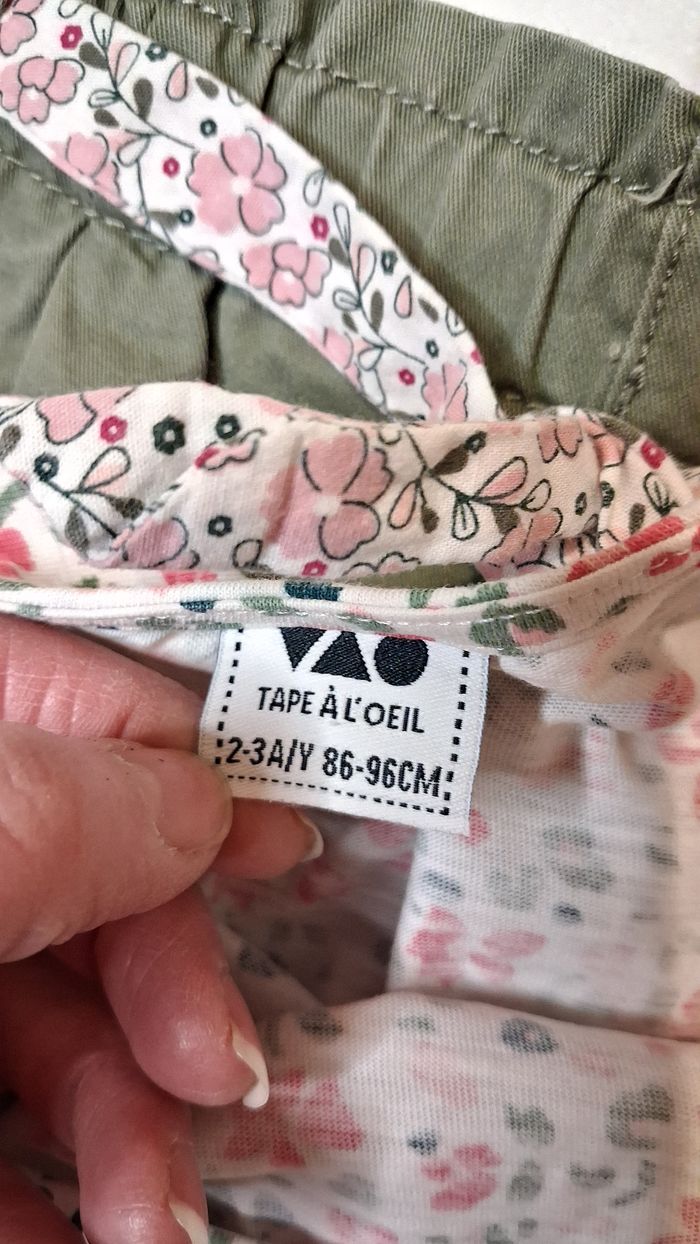 TAPE À L'OEIL
2-3A/Y 86-96CM